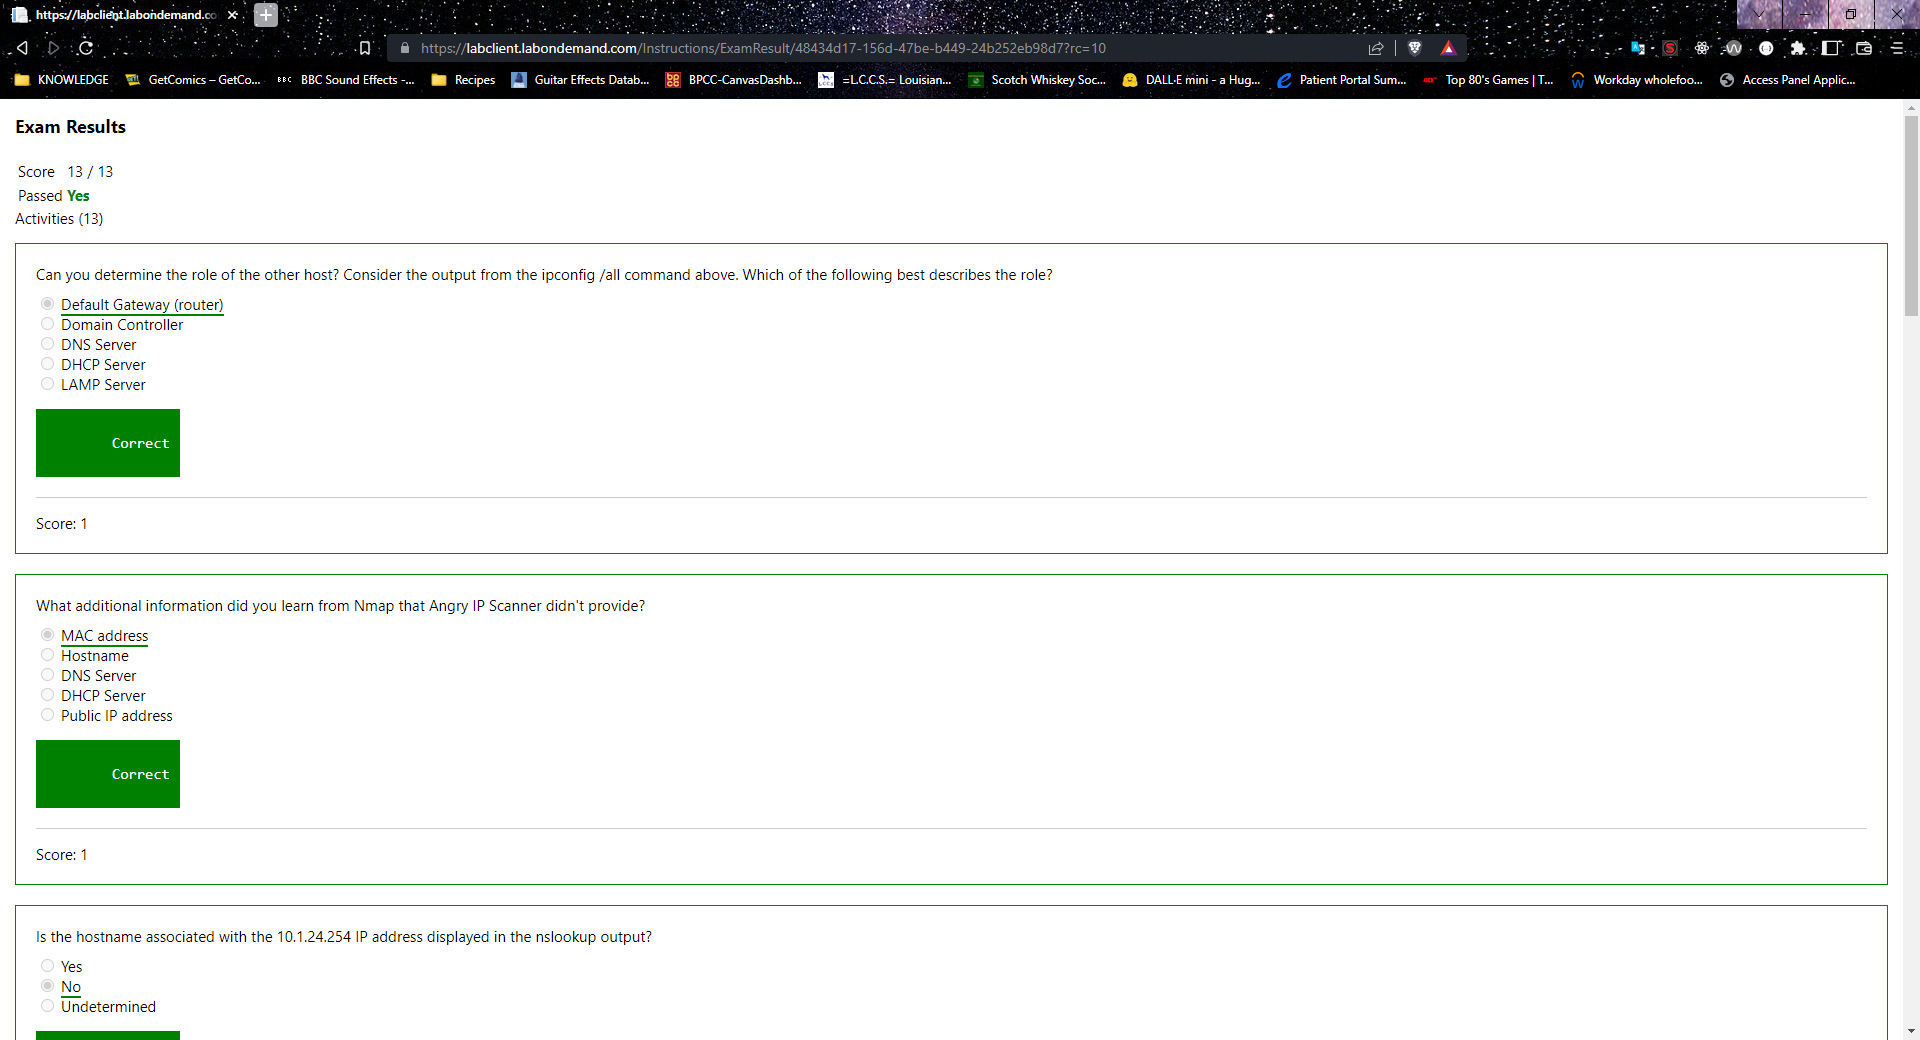 https://labclient.labondemand.co
https://labclient.labondemand.com/Instructions/ExamResult/48434d17-156d-47be-b449-24b252eb98d7?rc=10
KNOWLEDGE GetComics – GetCo... BBC BBC Sound Effects -... Recipes Guitar Effects Datab... BPCC-CanvasDashb... =L.C.C.S.= Louisian... Scotch Whiskey Soc... DALL·E mini - a Hug... Patient Portal Sum... Top 80's Games | T... Workday wholefoo... Access Panel Applic...
Exam Results
Score 13 / 13
Passed Yes
Activities (13)
Can you determine the role of the other host? Consider the output from the ipconfig /all command above. Which of the following best describes the role?
Default Gateway (router)
Domain Controller
DNS Server
DHCP Server
LAMP Server
Correct
Score: 1
What additional information did you learn from Nmap that Angry IP Scanner didn't provide?
MAC address
Hostname
DNS Server
DHCP Server
Public IP address
Correct
Score: 1
Is the hostname associated with the 10.1.24.254 IP address displayed in the nslookup output?
Yes
No
Undetermined